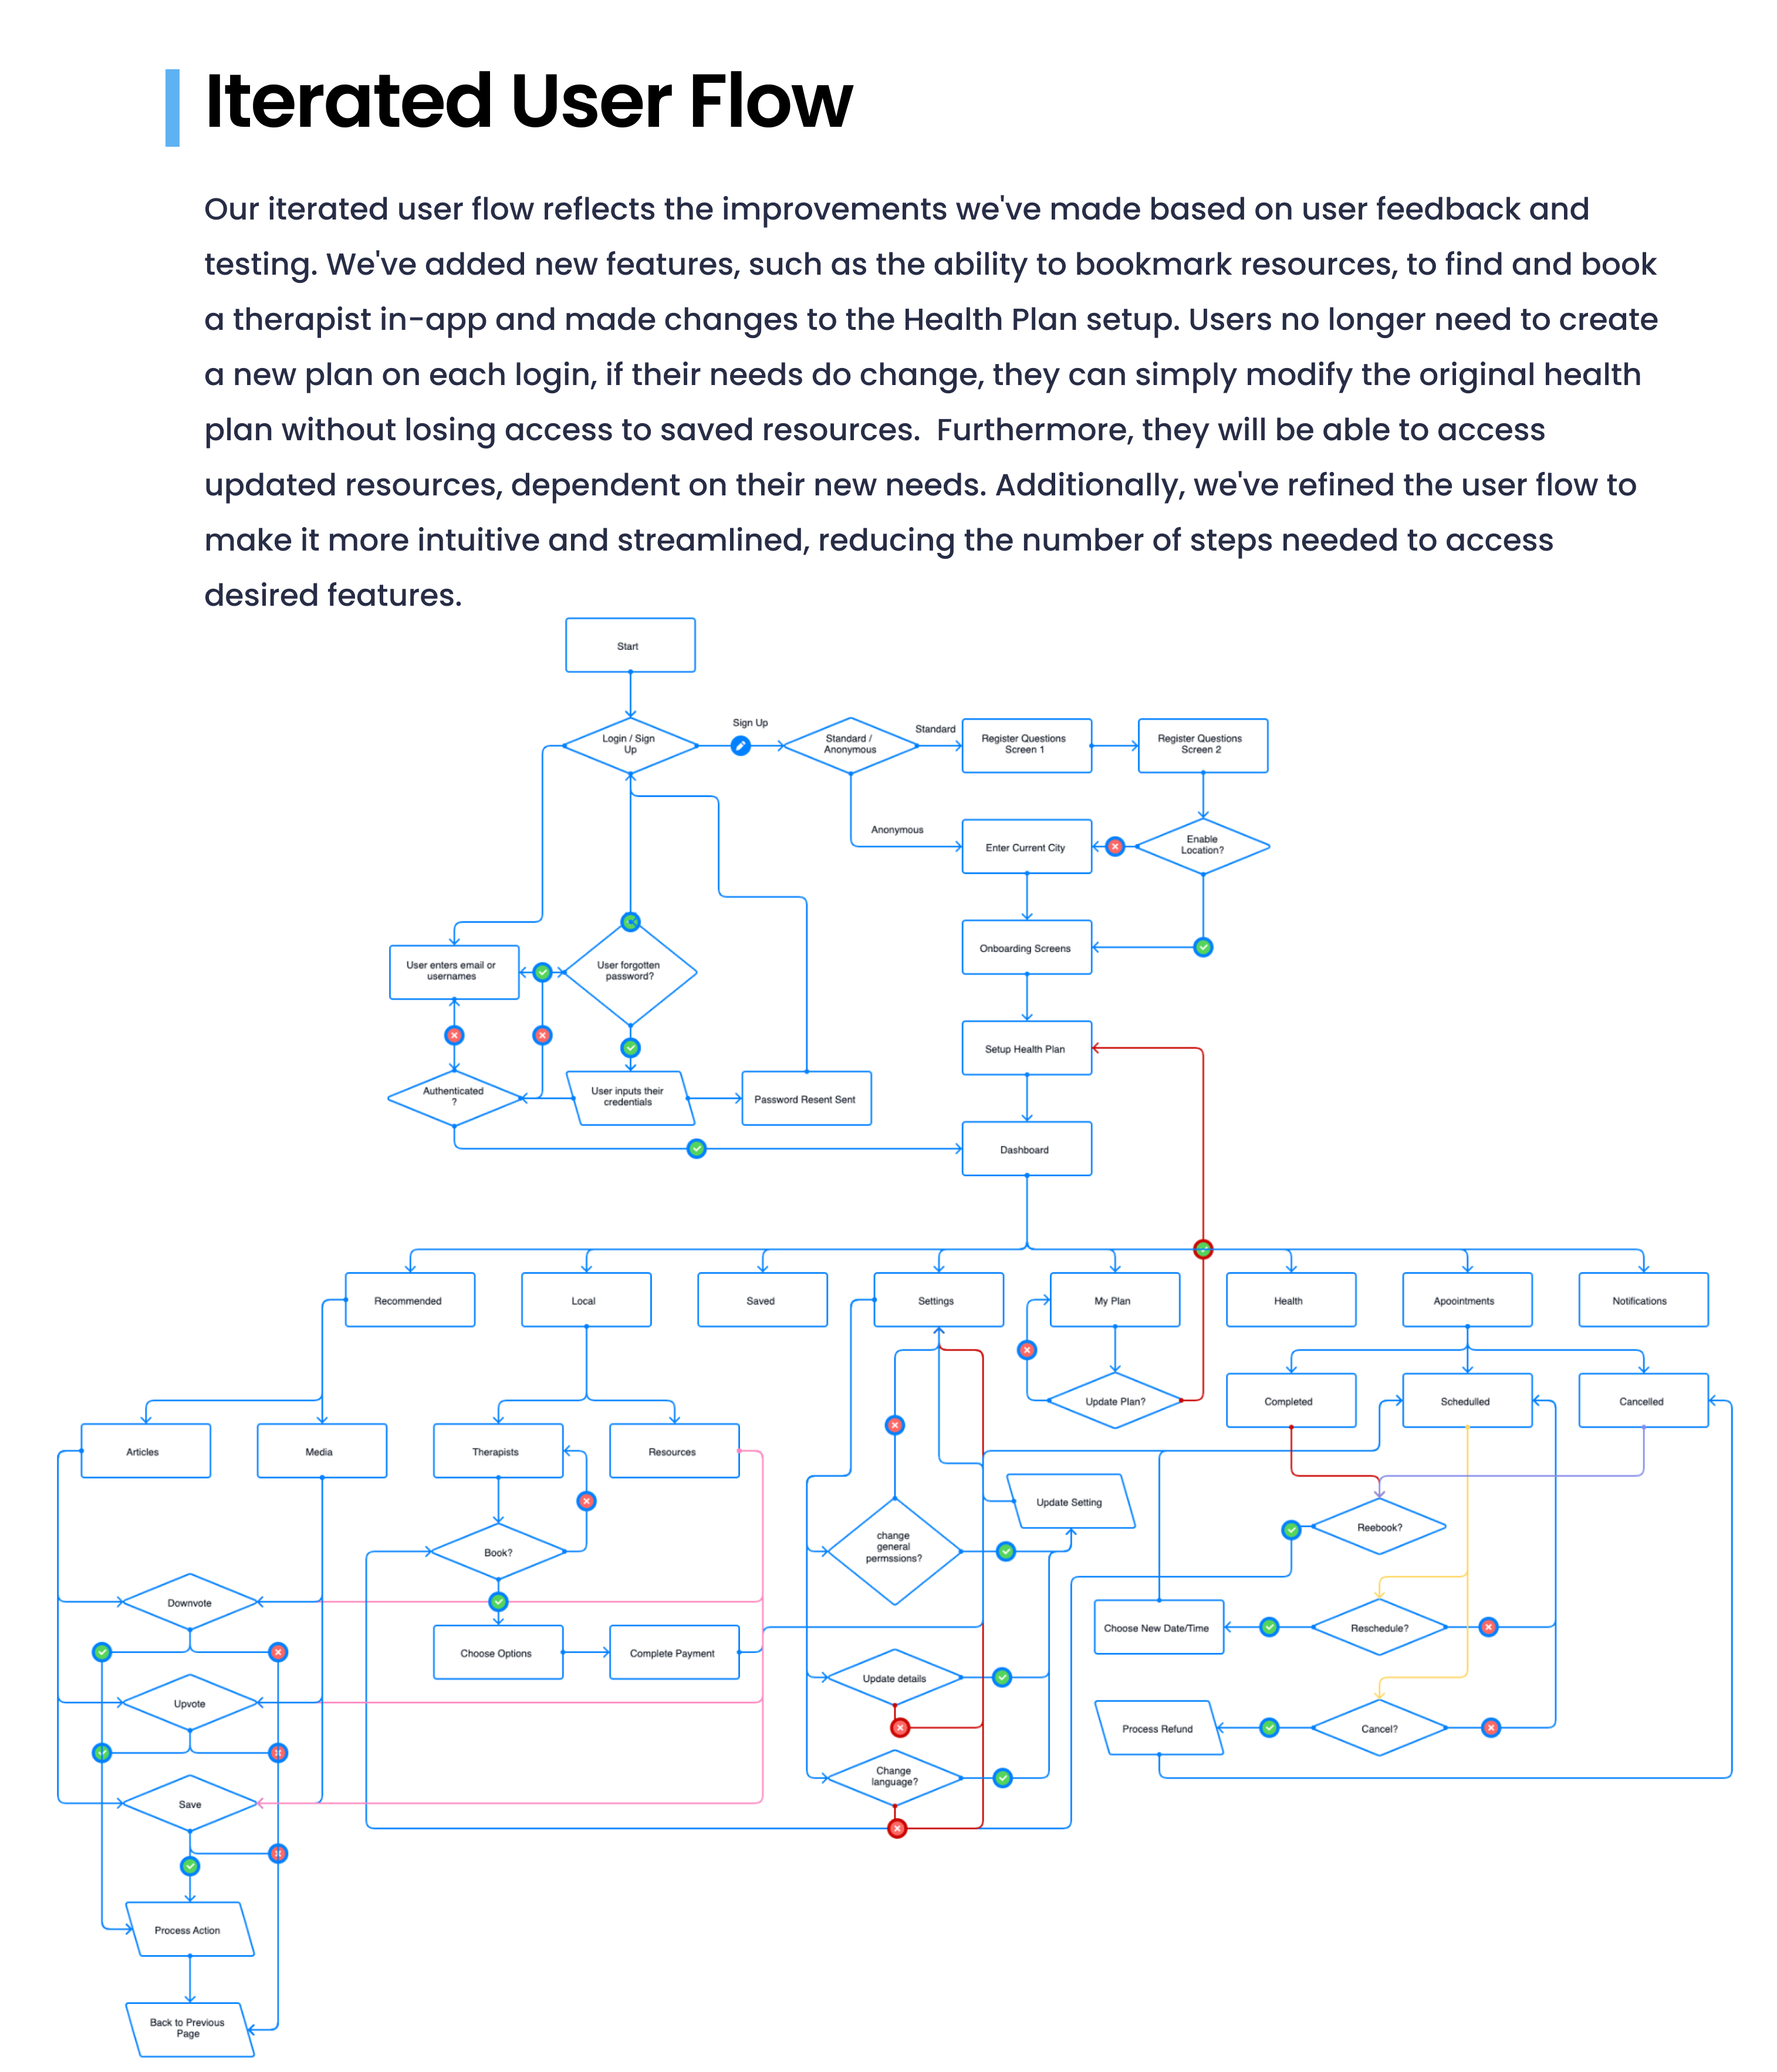 Iterated User Flow
Our iterated user flow reflects the improvements we've made based on user feedback and
testing. We've added new features, such as the ability to bookmark resources, to find and book
a therapist in-app and made changes to the Health Plan setup. Users no longer need to create
a new plan on each login, if their needs do change, they can simply modify the original health
plan without losing access to saved resources.  Furthermore, they will be able to access
updated resources, dependent on their new needs. Additionally, we've refined the user flow to
make it more intuitive and streamlined, reducing the number of steps needed to access
desired features.
Start
Login / Sign
Up
Sign Up
Standard /
Anonymous
Standard
Register Questions
Screen 1
Register Questions
Screen 2
Anonymous
Enter Current City
Enable
Location?
Onboarding Screens
User enters email or
usernames
User forgotten
password?
Setup Health Plan
Authenticated
?
User inputs their
credentials
Password Resent Sent
Dashboard
Recommended
Local
Saved
Settings
My Plan
Health
Apoointments
Notifications
Update Plan?
Completed
Schedulled
Cancelled
Articles
Media
Therapists
Resources
Update Setting
Reebook?
Book?
change
general
permssions?
Downvote
Choose Options
Complete Payment
Choose New Date/Time
Reschedule?
Upvote
Update details
Process Refund
Cancel?
Save
Change
language?
Process Action
Back to Previous
Page